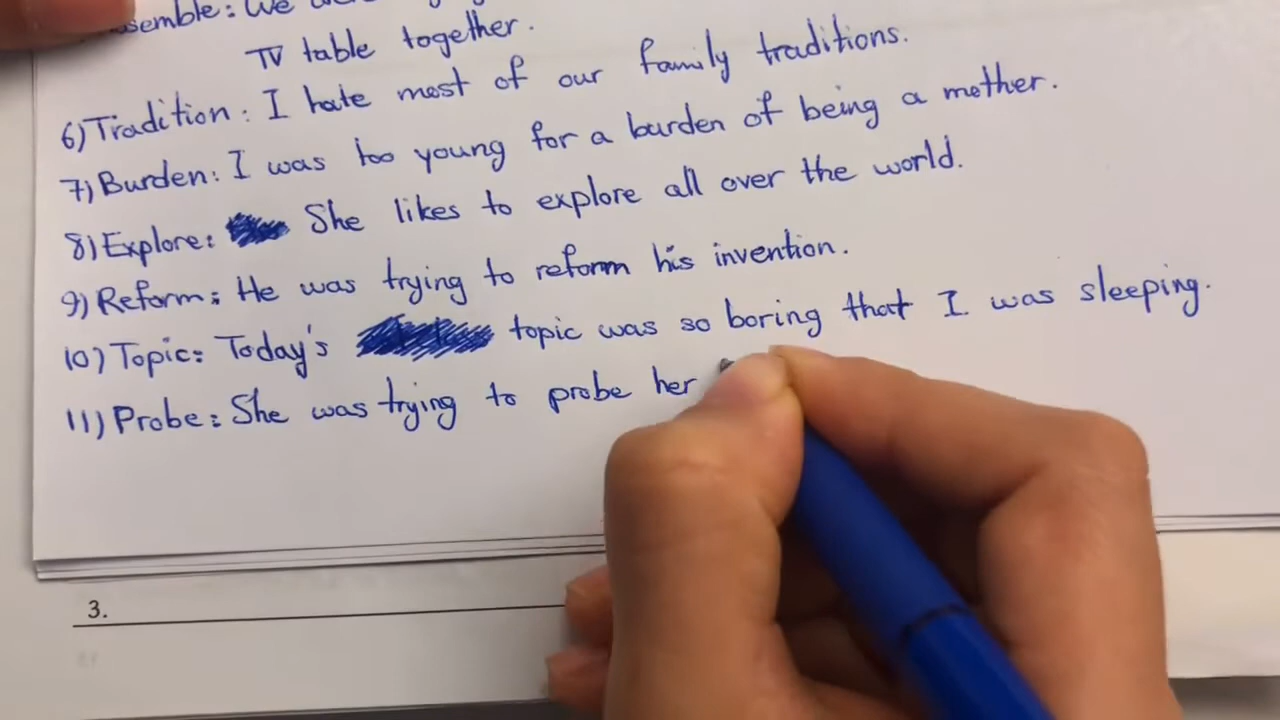 semble: We
TV table together.
6) Tradition: I hate most of our family traditions.
7) Burden: I was too young for a burden of being a mother.
8) Explore: She likes to explore all over the world.
9) Reform: He was trying to reform his invention.
10) Topic: Today's topic was so boring that I was sleeping.
11) Probe: She was trying to probe her
3.